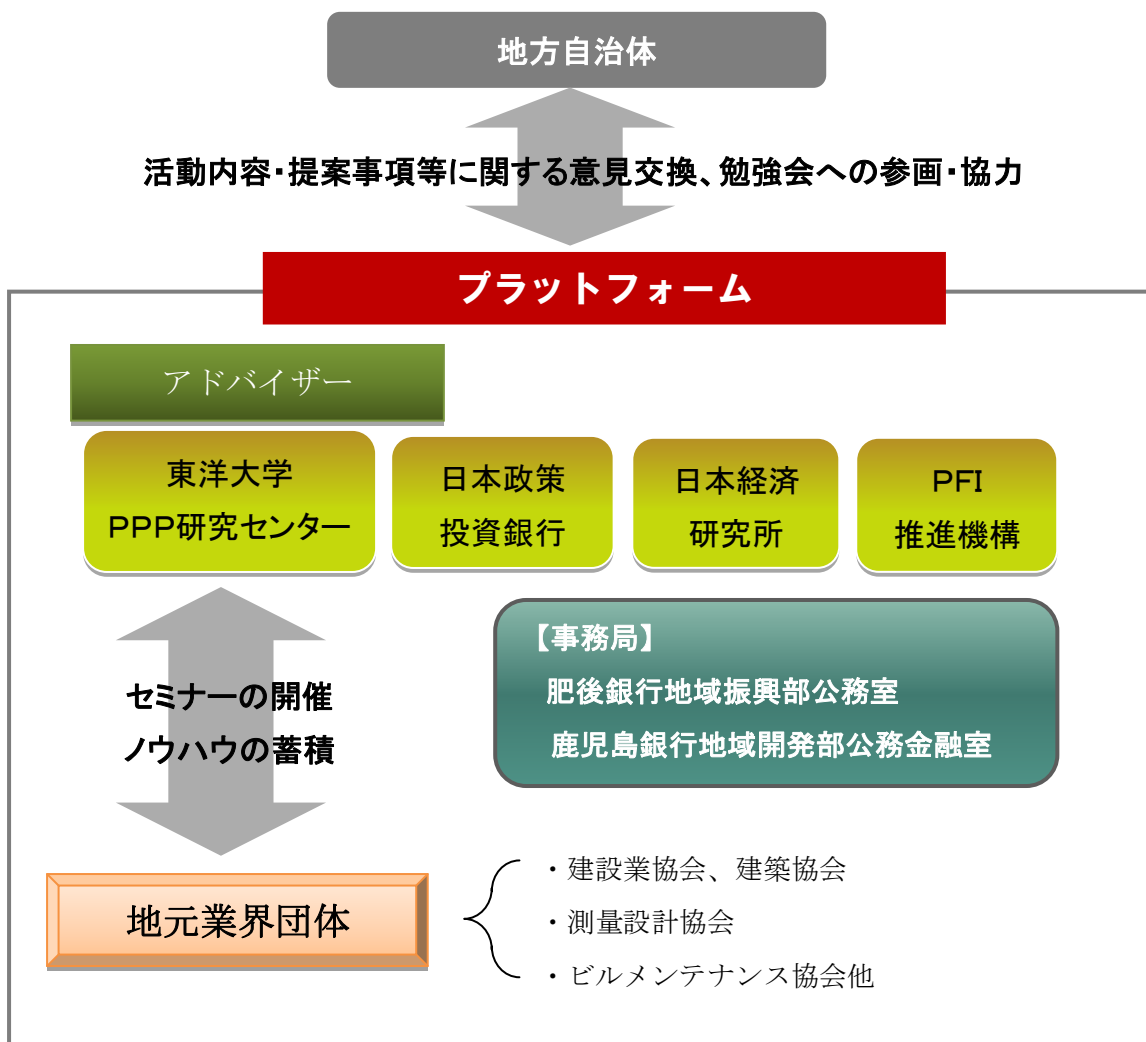 地方自治体
活動内容・提案事項等に関する意見交換、勉強会への参画・協力
プラットフォーム
アドバイザー
東洋大学
PPP研究センター
日本政策
投資銀行
日本経済
研究所
PFI
推進機構
【事務局】
肥後銀行地域振興部公務室
鹿児島銀行地域開発部公務金融室
セミナーの開催
ノウハウの蓄積
地元業界団体
・建設業協会、建築協会
・測量設計協会
・ビルメンテナンス協会他